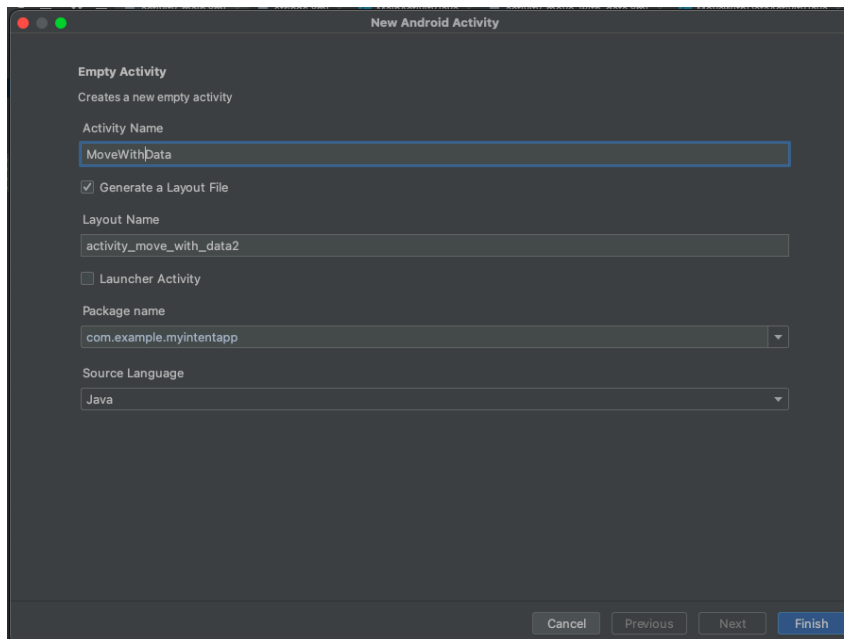 New Android Activity
Empty Activity
Creates a new empty activity
Activity Name
MoveWithData
Generate a Layout File
Layout Name
activity_move_with_data2
Launcher Activity
Package name
com.example.myintentapp
Source Language
Java
Cancel Previous Next Finish